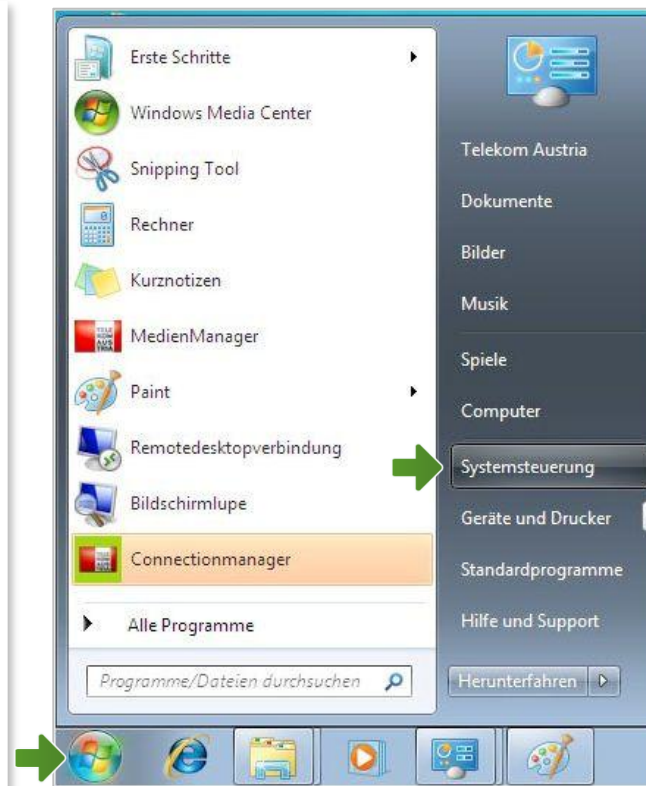 Erste Schritte
Windows Media Center
Snipping Tool
Rechner
Kurznotizen
MedienManager
Paint
Remotedesktopverbindung
Bildschirmlupe
Connectionmanager
Alle Programme
Programme/Dateien durchsuchen
Telekom Austria
Dokumente
Bilder
Musik
Spiele
Computer
Systemsteuerung
Geräte und Drucker
Standardprogramme
Hilfe und Support
Herunterfahren